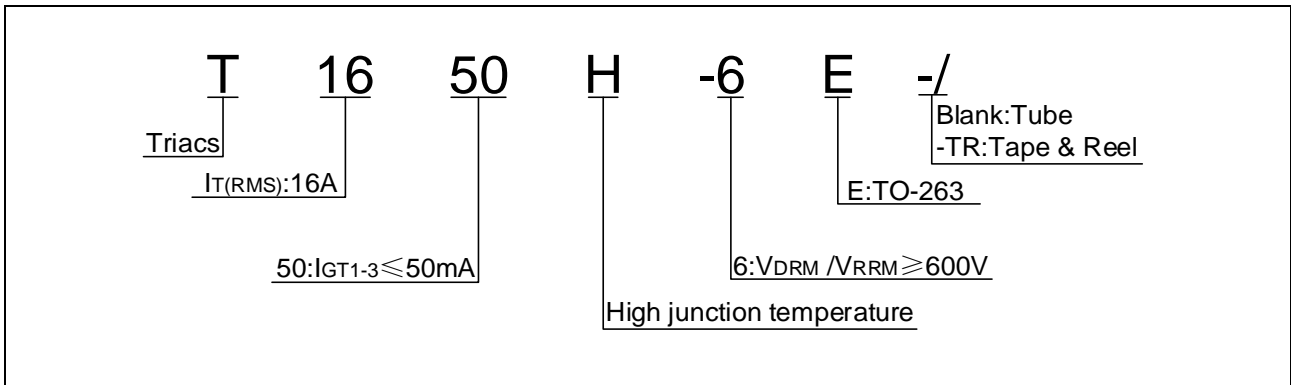 T 16 50 H -6 E -/
Blank:Tube
Triacs
-TR:Tape & Reel
IT(RMS):16A
E:TO-263
50:IGT1-3≤50mA
6:VDRM /VRRM≥600V
High junction temperature